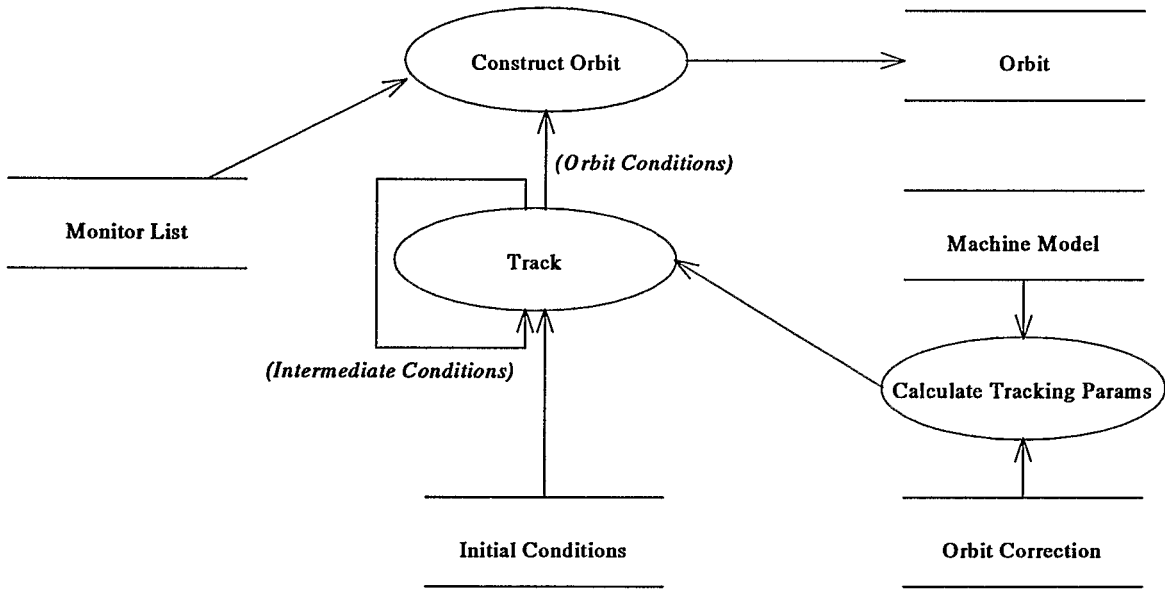 Construct Orbit
Orbit
(Orbit Conditions)
Monitor List
Machine Model
Track
(Intermediate Conditions)
Calculate Tracking Params
Initial Conditions
Orbit Correction